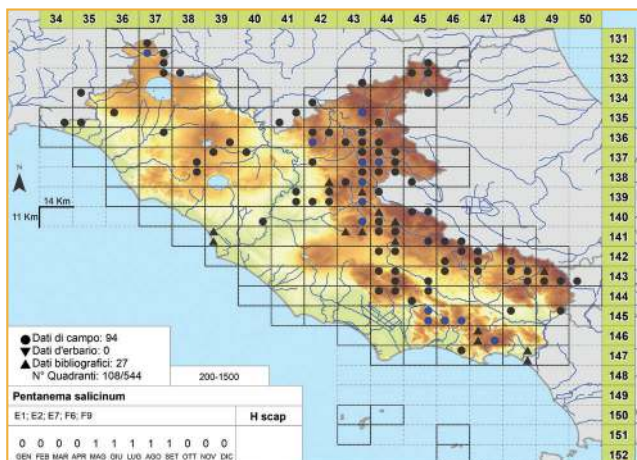 34 35 36 37 38 39 40 41 42 43 44 45 46 47 48 49 50
131
132
133
134
135
136
137
138
139
140
141
142
143
144
145
146
147
148
149
150
151
152
N
14 Km
11 Km
Dati di campo: 94
Dati d'erbario: 0
Dati bibliografici: 27
N° Quadranti: 108/544
200-1500
Pentanema salicinum
E1; E2; E7; F6; F9
H scap
0 0 0 0 1 1 1 1 1 0 0 0
GEN FEB MAR APR MAG GIU LUG AGO SET OTT NOV DIC